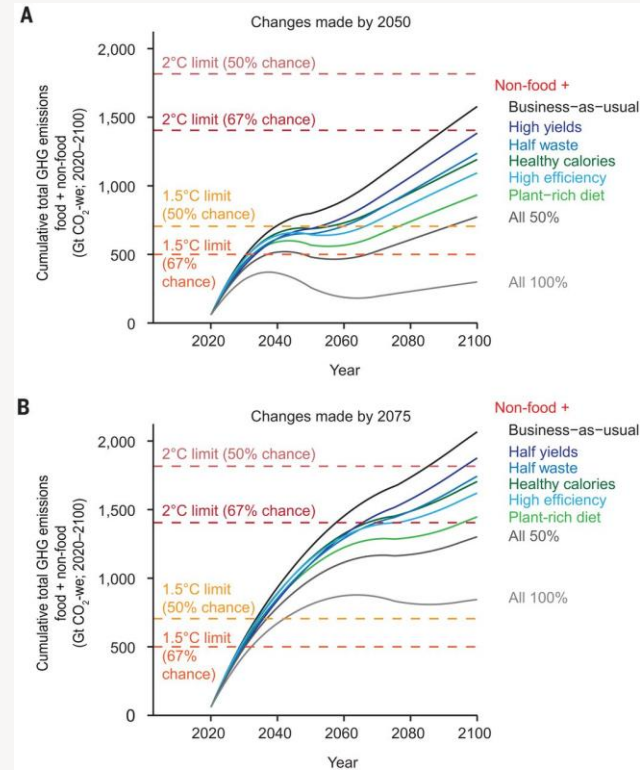 A
Changes made by 2050
Cumulative total GHG emissions
food + non-food
(Gt CO2-we; 2020–2100)
2,000
1,500
1,000
500
0
2°C limit (50% chance)
2°C limit (67% chance)
1.5°C limit
(50% chance)
1.5°C limit
(67%
chance)
Non-food +
Business-as-usual
High yields
Half waste
Healthy calories
High efficiency
Plant-rich diet
All 50%
All 100%
2020 2040 2060 2080 2100
Year
B
Changes made by 2075
Cumulative total GHG emissions
food + non-food
(Gt CO2-we; 2020–2100)
2,000
1,500
1,000
500
0
2°C limit (50% chance)
2°C limit (67% chance)
1.5°C limit
(50% chance)
1.5°C limit
(67%
chance)
Non-food +
Business-as-usual
Half yields
Half waste
Healthy calories
High efficiency
Plant-rich diet
All 50%
All 100%
2020 2040 2060 2080 2100
Year